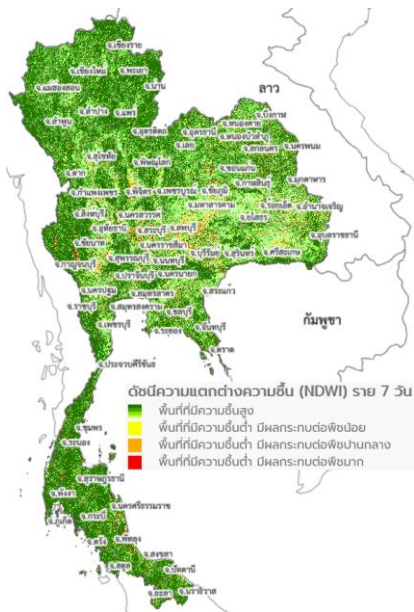 จ.เชียงราย
จ.เชียงใหม่
จ.พะเยา
จ.แม่ฮ่องสอน
จ.น่าน
จ.ลำปาง
จ.แพร่
จ.ลำพูน
จ.อุตรดิตถ์
จ.สุโขทัย
จ.พิษณุโลก
จ.ตาก
ลาว
จ.บึงกาฬ
จ.หนองคาย
จ.อุดรธานี
จ.หนองบัวลำภู
จ.เลย
จ.สกลนคร
จ.นครพนม
จ.ขอนแก่น
จ.กาฬสินธุ์
จ.มุกดาหาร
จ.กำแพงเพชร
จ.พิจิตร
จ.เพชรบูรณ์
จ.ชัยภูมิ
จ.มหาสารคาม
จ.ร้อยเอ็ด
จ.อำนาจเจริญ
จ.ยโสธร
จ.สิงห์บุรี
จ.นครสวรรค์
จ.อุทัยธานี
จ.สระบุรี
จ.ลพบุรี
จ.อุบลราชธานี
จ.ชัยนาท
จ.นครราชสีมา
จ.บุรีรัมย์
จ.สุรินทร์
จ.ศรีสะเกษ
จ.กาญจนบุรี
จ.สุพรรณบุรี
จ.นนทบุรี
จ.ปราจีนบุรี
จ.นครนายก
จ.นครปฐม
จ.สมุทรสาคร
จ.สระแก้ว
จ.ราชบุรี
จ.สมุทรสงคราม
จ.ชลบุรี
จ.เพชรบุรี
จ.ระยอง
จ.จันทบุรี
จ.ตราด
กัมพูชา
จ.ประจวบคีรีขันธ์
ดัชนีความแตกต่างความชื้น (NDWI) ราย 7 วัน
พื้นที่ที่มีความชื้นสูง
พื้นที่ที่มีความชื้นต่ำ มีผลกระทบต่อพืชน้อย
พื้นที่ที่มีความชื้นต่ำ มีผลกระทบต่อพืชปานกลาง
พื้นที่ที่มีความชื้นต่ำ มีผลกระทบต่อพืชมาก
จ.ชุมพร
จ.ระนอง
จ.สุราษฎร์ธานี
จ.พังงา
จ.นครศรีธรรมราช
จ.กระบี่
จ.ภูเก็ต
จ.ตรัง
จ.พัทลุง
จ.สงขลา
จ.สตูล
จ.ปัตตานี
จ.ยะลา
จ.นราธิวาส